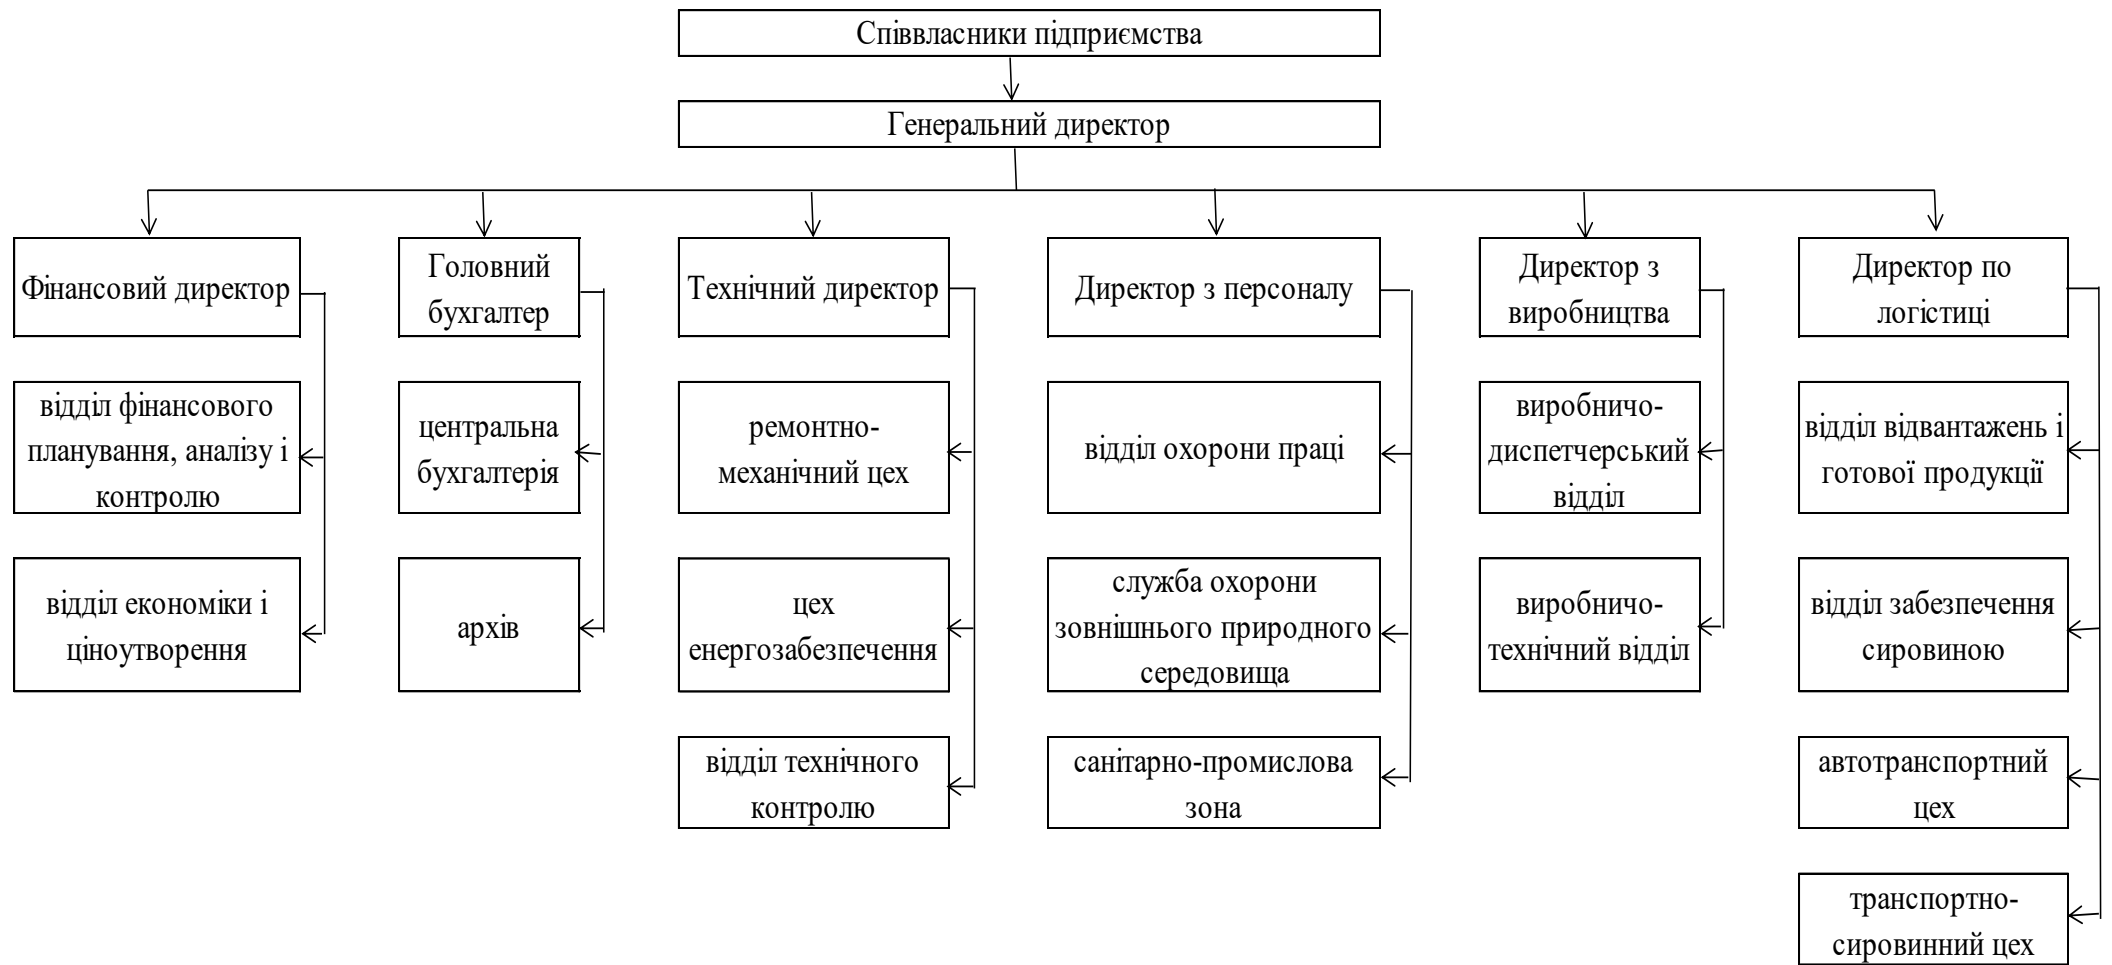 Співвласники підприємства
Генеральний директор
Фінансовий директор
Головний
бухгалтер
Технічний директор
Директор з персоналу
Директор з
виробництва
Директор по
логістиці
відділ фінансового
планування, аналізу і
контролю
центральна
бухгалтерія
ремонтно-
механічний цех
відділ охорони праці
виробничо-
диспетчерський
відділ
відділ відвантажень і
готової продукції
відділ економіки і
ціноутворення
архів
цех
енергозабезпечення
служба охорони
зовнішнього природного
середовища
виробничо-
технічний відділ
відділ забезпечення
сировиною
відділ технічного
контролю
санітарно-промислова
зона
автотранспортний
цех
транспортно-
сировинний цех